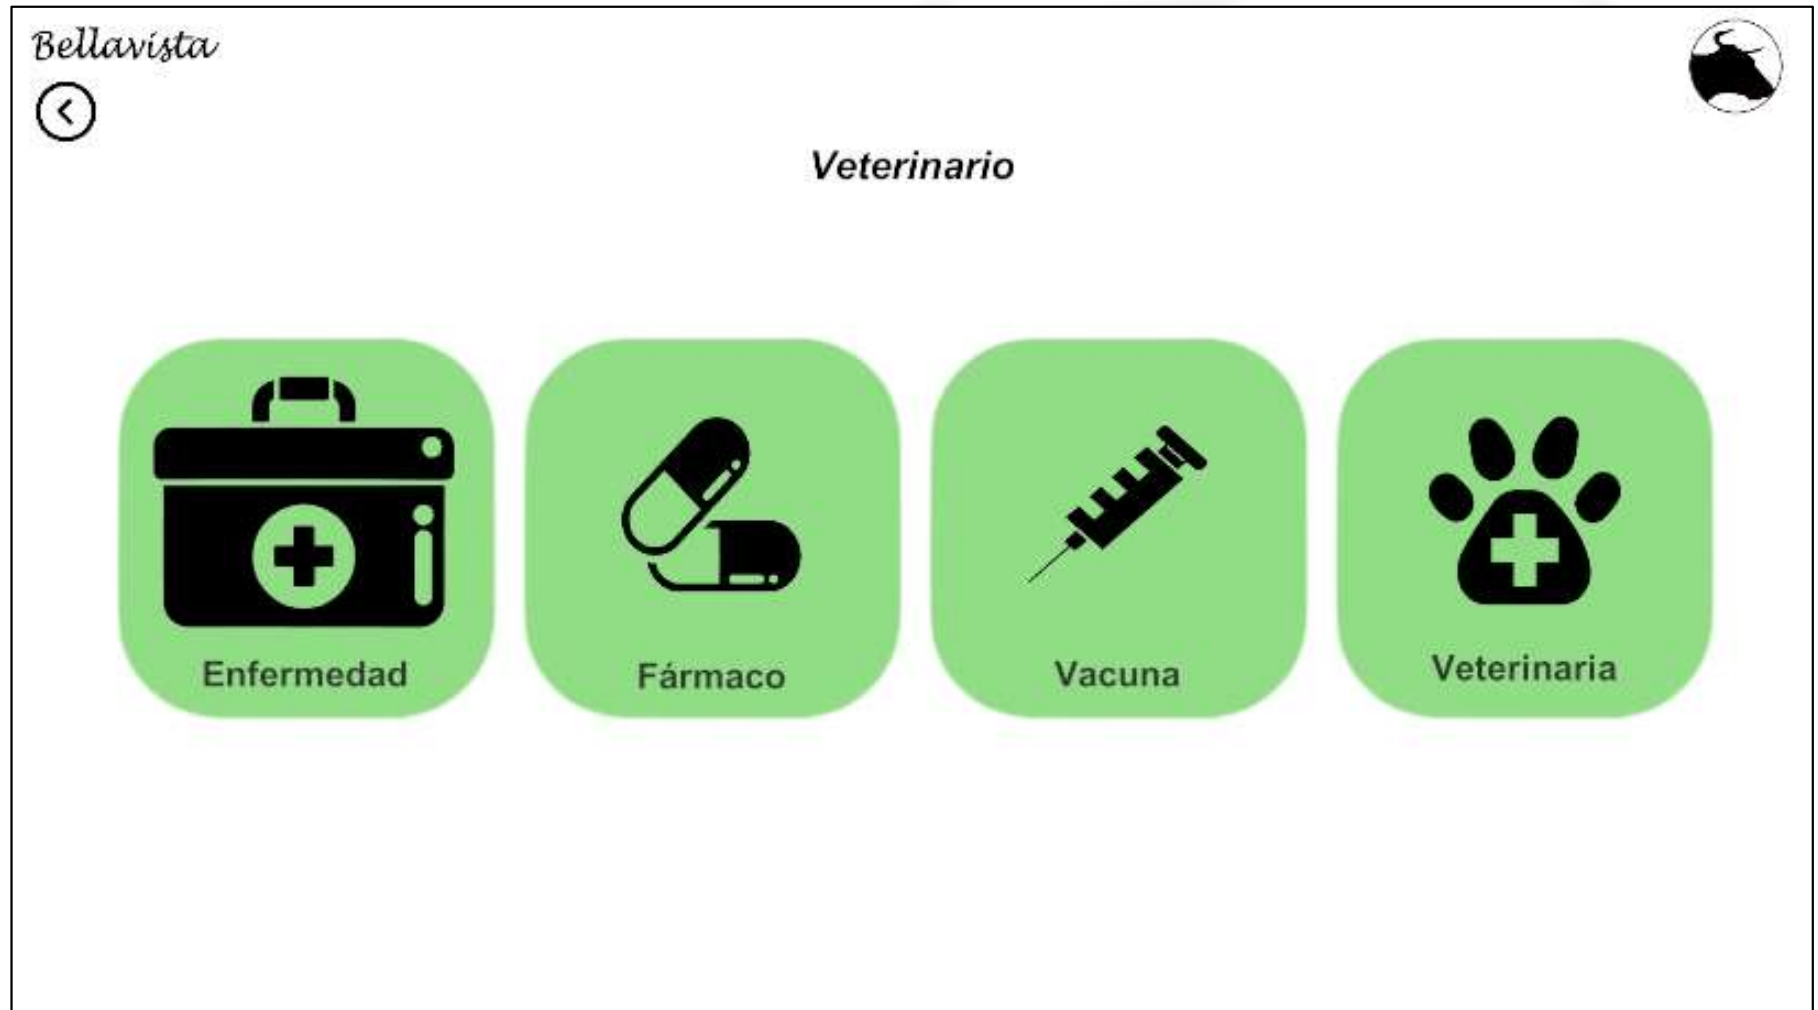 Bellavista
Veterinario
Enfermedad
Fármaco
Vacuna
Veterinaria